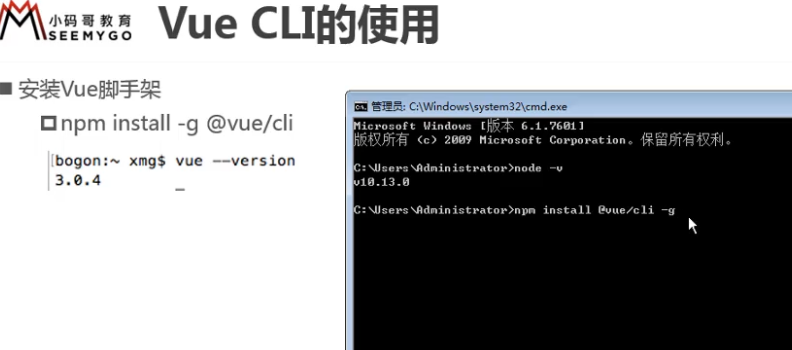 小码哥教育
SEEMYGO
Vue CLI的使用
安装Vue脚手架
npm install -g @vue/cli
bogon:~ xmg$ vue --version
3.0.4
管理员: C:\Windows\system32\cmd.exe
Microsoft Windows [版本 6.1.7601]
版权所有 (c) 2009 Microsoft Corporation。保留所有权利。
C:\Users\Administrator>node -v
v10.13.0
C:\Users\Administrator>npm install @vue/cli -g